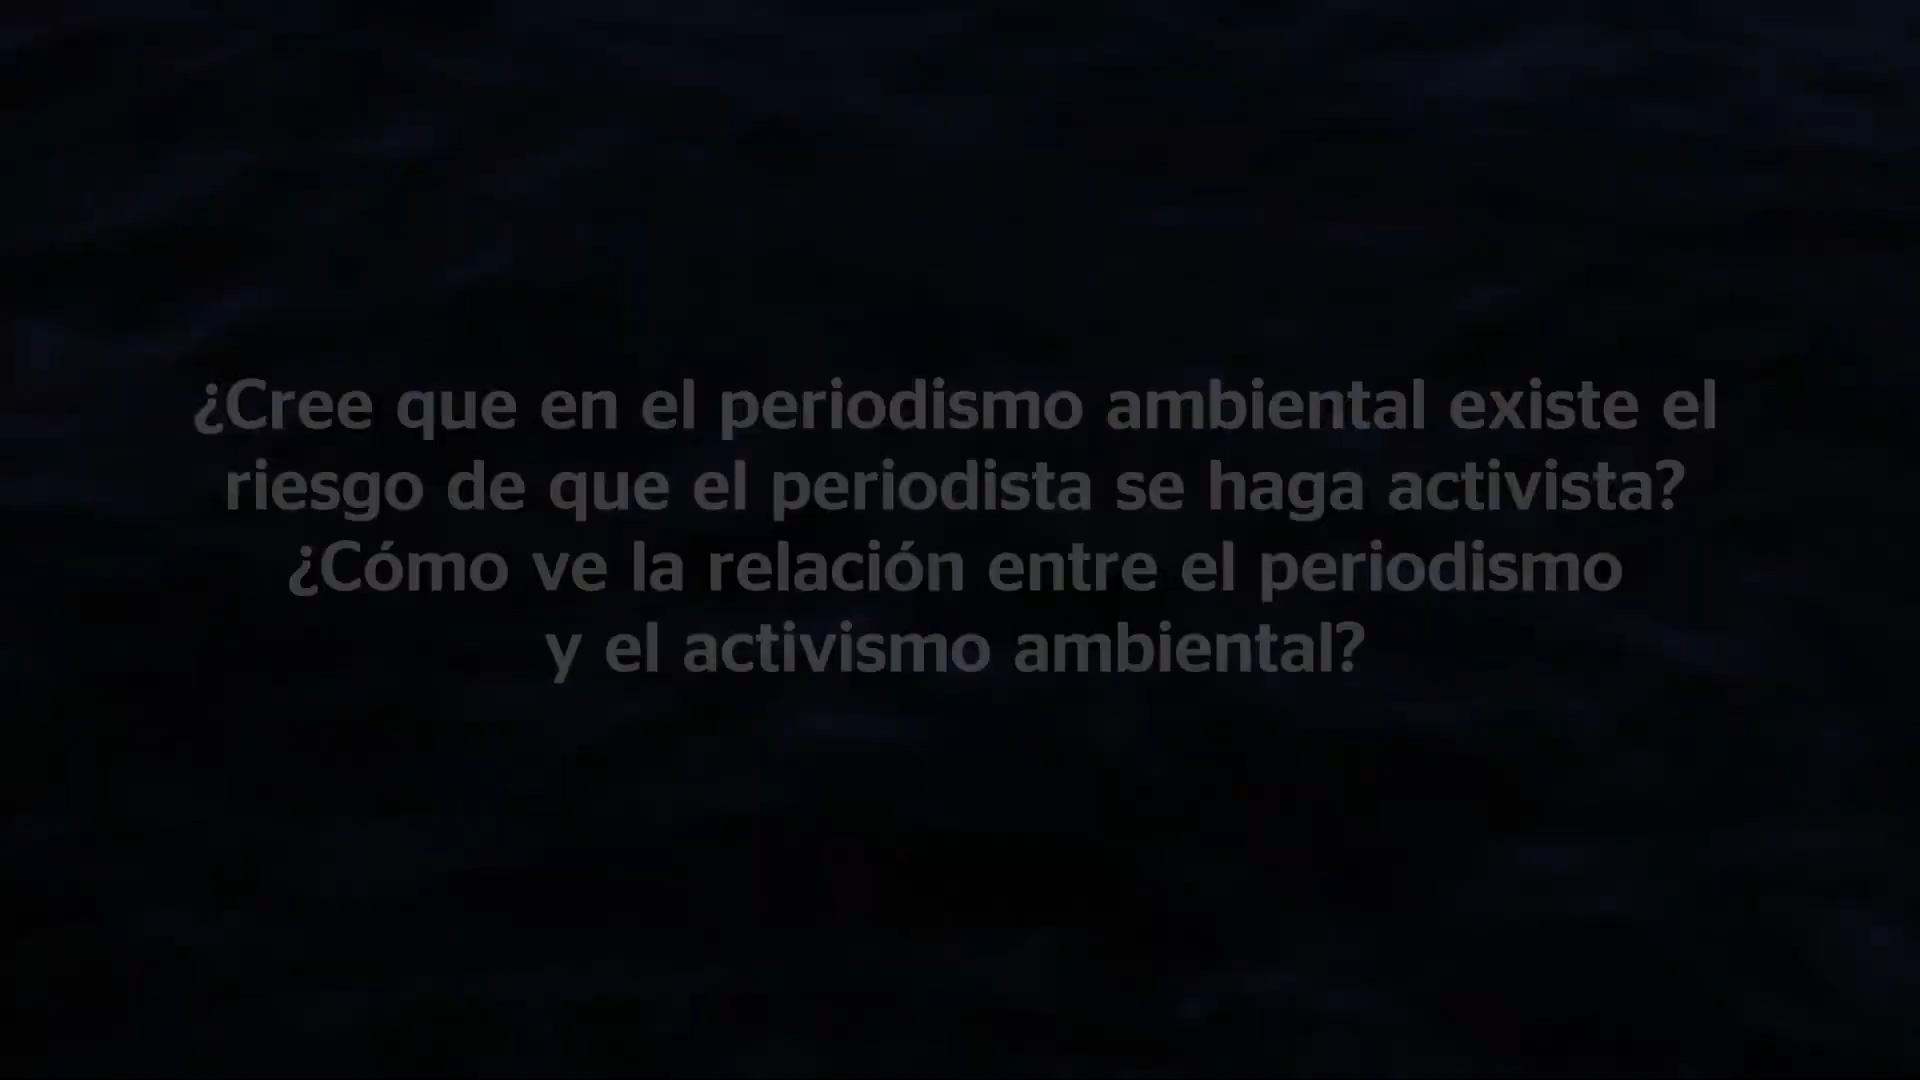 ¿Cree que en el periodismo ambiental existe el
riesgo de que el periodista se haga activista?
¿Cómo ve la relación entre el periodismo
y el activismo ambiental?